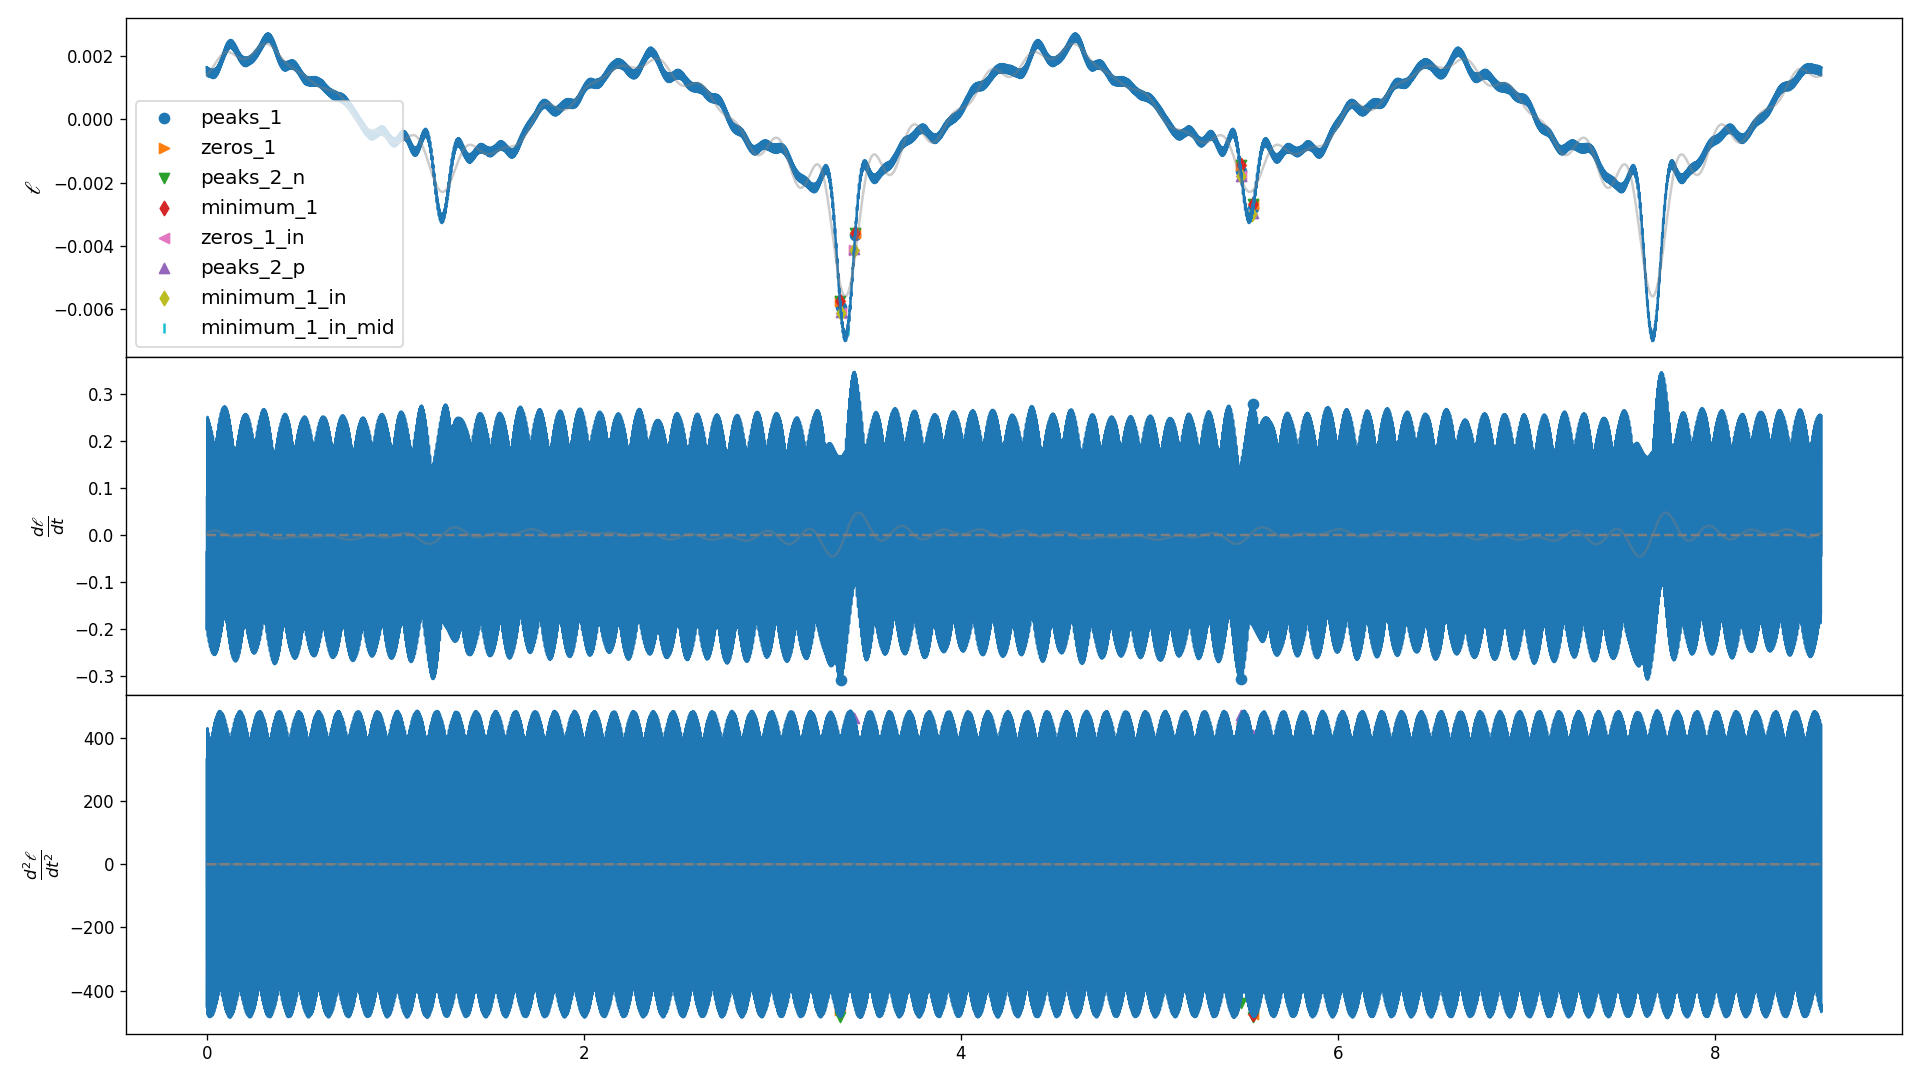 0.002
0.000
−0.002
−0.004
−0.006
ℓ
peaks_1
zeros_1
peaks_2_n
minimum_1
zeros_1_in
peaks_2_p
minimum_1_in
minimum_1_in_mid
0.3
0.2
0.1
0.0
−0.1
−0.2
−0.3
dℓ
dt
400
200
0
−200
−400
d²ℓ
dt²
0 2 4 6 8